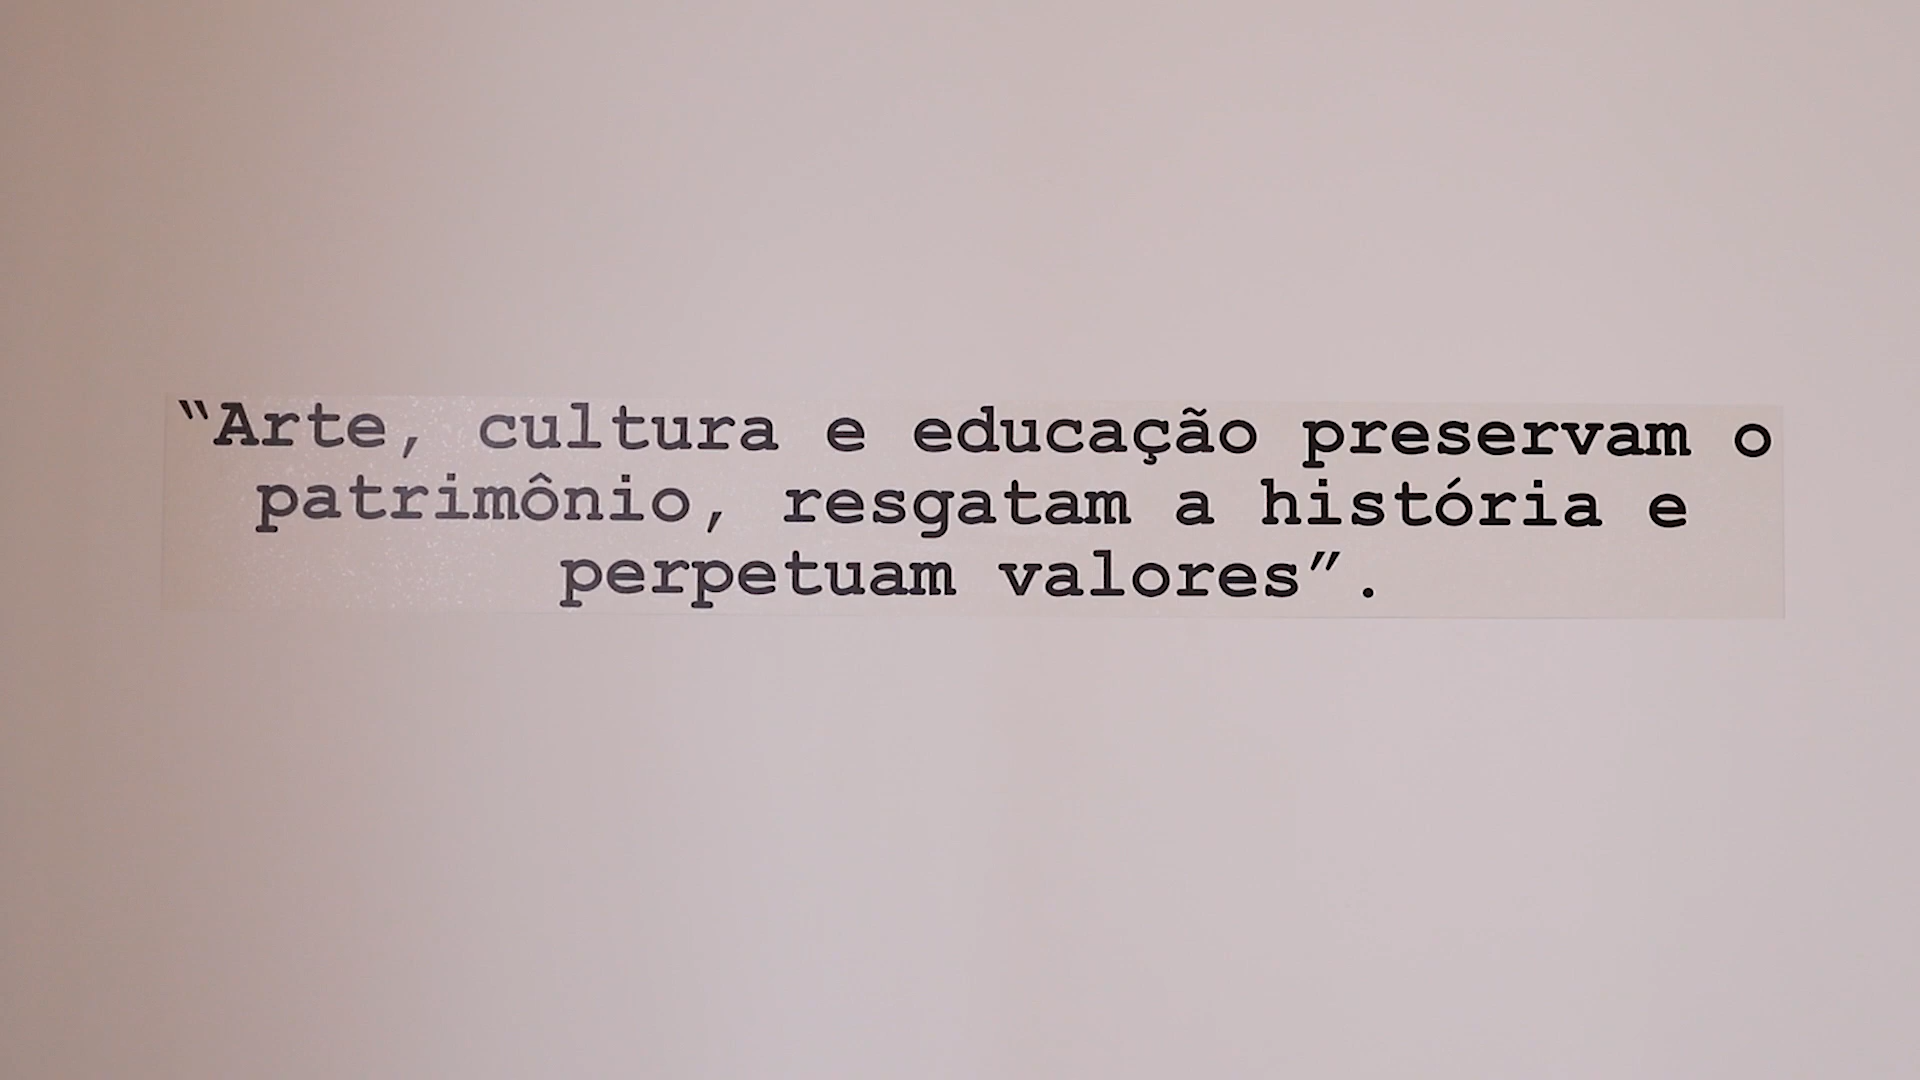 “Arte, cultura e educação preservam o
patrimônio, resgatam a história e
perpetuam valores”.